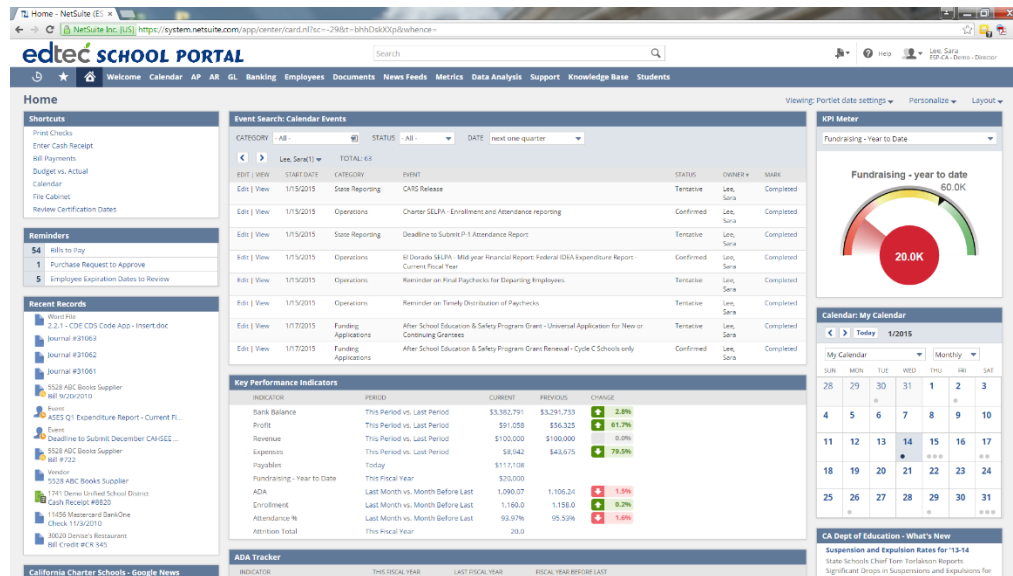 Home - NetSuite (ES
NetSuite Inc. [US] https://system.netsuite.com/app/center/card.nl?sc=-29&t=bhhDskXXp&whence=
edtec SCHOOL PORTAL
Search
Help
Lee, Sara
ESP-CA - Demo - Director
Welcome Calendar AP AR GL Banking Employees Documents News Feeds Metrics Data Analysis Support Knowledge Base Students
Home
Viewing: Portlet date settings Personalize Layout
Shortcuts
Print Checks
Enter Cash Receipt
Bill Payments
Budget vs. Actual
Calendar
File Cabinet
Review Certification Dates
Reminders
54 Bills to Pay
1 Purchase Request to Approve
5 Employee Expiration Dates to Review
Recent Records
Word File
2.2.1 - CDE CDS Code App - Insert.doc
Journal #31063
Journal #31062
Journal #31061
5528 ABC Books Supplier
Bill 9/20/2010
Event
ASES Q1 Expenditure Report - Current Fi...
Event
Deadline to Submit December CAHSEE ...
5528 ABC Books Supplier
Bill #722
Vendor
5528 ABC Books Supplier
1741 Demo Unified School District
Cash Receipt #8820
11456 Mastercard BankOne
Check 11/3/2010
30020 Denise's Restaurant
Bill Credit #CR 345
California Charter Schools - Google News
Event Search: Calendar Events
CATEGORY - All - STATUS - All - DATE next one quarter
Lee, Sara(1) TOTAL: 63
EDIT | VIEW START DATE CATEGORY EVENT STATUS OWNER MARK
Edit | View 1/15/2015 State Reporting CARS Release Tentative Lee, Sara Completed
Edit | View 1/15/2015 Operations Charter SELPA - Enrollment and Attendance reporting Confirmed Lee, Sara Completed
Edit | View 1/15/2015 State Reporting Deadline to Submit P-1 Attendance Report Tentative Lee, Sara Completed
Edit | View 1/15/2015 Operations El Dorado SELPA - Mid-year Financial Report: Federal IDEA Expenditure Report - Current Fiscal Year Confirmed Lee, Sara Completed
Edit | View 1/15/2015 Operations Reminder on Final Paychecks for Departing Employees Tentative Lee, Sara Completed
Edit | View 1/15/2015 Operations Reminder on Timely Distribution of Paychecks Tentative Lee, Sara Completed
Edit | View 1/17/2015 Funding Applications After School Education & Safety Program Grant - Universal Application for New or Continuing Grantees Tentative Lee, Sara Completed
Edit | View 1/17/2015 Funding Applications After School Education & Safety Program Grant Renewal - Cycle C Schools only Confirmed Lee, Sara Completed
Key Performance Indicators
INDICATOR PERIOD CURRENT PREVIOUS CHANGE
Bank Balance This Period vs. Last Period $3,382,791 $3,291,733 2.8%
Profit This Period vs. Last Period $91,058 $56,325 61.7%
Revenue This Period vs. Last Period $100,000 $100,000 0.0%
Expenses This Period vs. Last Period $8,942 $43,675 79.5%
Payables Today $117,108
Fundraising - Year to Date This Fiscal Year $20,000
ADA Last Month vs. Month Before Last 1,090.07 1,106.24 1.5%
Enrollment Last Month vs. Month Before Last 1,160.0 1,158.0 0.2%
Attendance % Last Month vs. Month Before Last 93.97% 95.53% 1.6%
Attrition Total This Fiscal Year 20.0
ADA Tracker
INDICATOR THIS FISCAL YEAR LAST FISCAL YEAR FISCAL YEAR BEFORE LAST
KPI Meter
Fundraising - Year to Date
Fundraising - year to date
60.0K
20.0K
Calendar: My Calendar
Today 1/2015
My Calendar Monthly
SUN MON TUE WED THU FRI SAT
28 29 30 31 1 2 3
4 5 6 7 8 9 10
11 12 13 14 15 16 17
18 19 20 21 22 23 24
25 26 27 28 29 30 31
CA Dept of Education - What's New
Suspension and Expulsion Rates for '13-14
State Schools Chief Tom Torlakson Reports
Significant Drops in Suspensions and Expulsions for